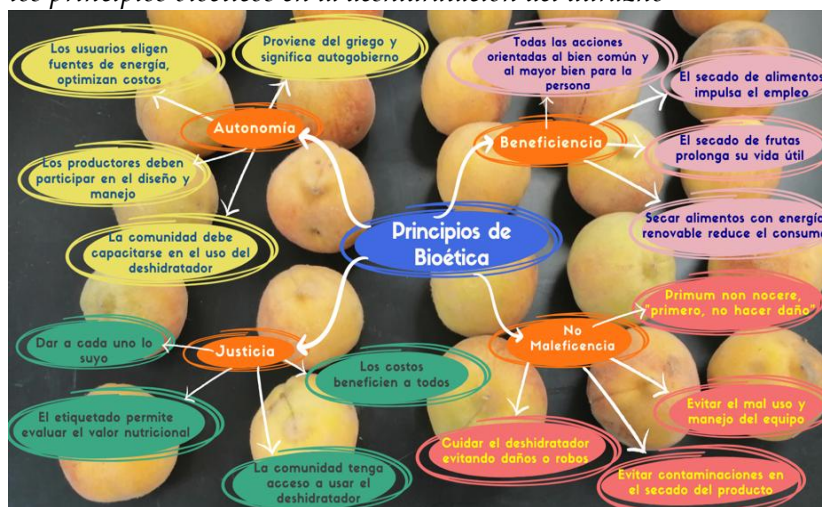 los principios bioéticos en la deshidratación del durazno
Los usuarios eligen
fuentes de energía,
optimizan costos
Proviene del griego y
significa autogobierno
Autonomía
Los productores deben
participar en el diseño y
manejo
La comunidad debe
capacitarse en el uso del
deshidratador
Todas las acciones
orientadas al bien común y
al mayor bien para la
persona
El secado de alimentos
impulsa el empleo
Beneficiencia
El secado de frutas
prolonga su vida útil
Secar alimentos con energía
renovable reduce el consumo
Principios de
Bioética
Justicia
Dar a cada uno lo
suyo
Los costos
beneficien a todos
El etiquetado permite
evaluar el valor nutricional
La comunidad tenga
acceso a usar el
deshidratador
No
Maleficencia
Primum non nocere,
"primero, no hacer daño"
Evitar el mal uso y
manejo del equipo
Cuidar el deshidratador
evitando daños o robos
Evitar contaminaciones en
el secado del producto